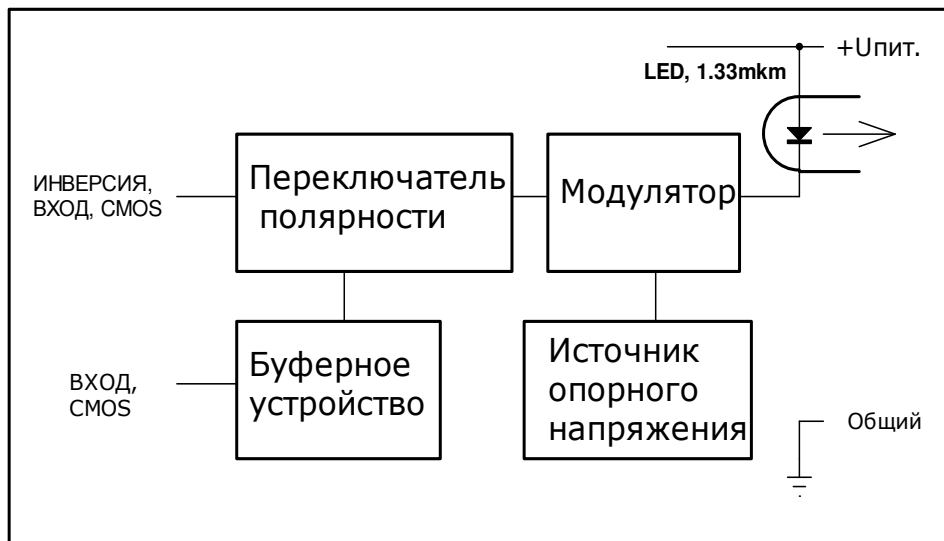 +Uпит.
LED, 1.33mkm
ИНВЕРСИЯ,
ВХОД, CMOS
Переключатель
полярности
Модулятор
ВХОД,
CMOS
Буферное
устройство
Источник
опорного
напряжения
Общий